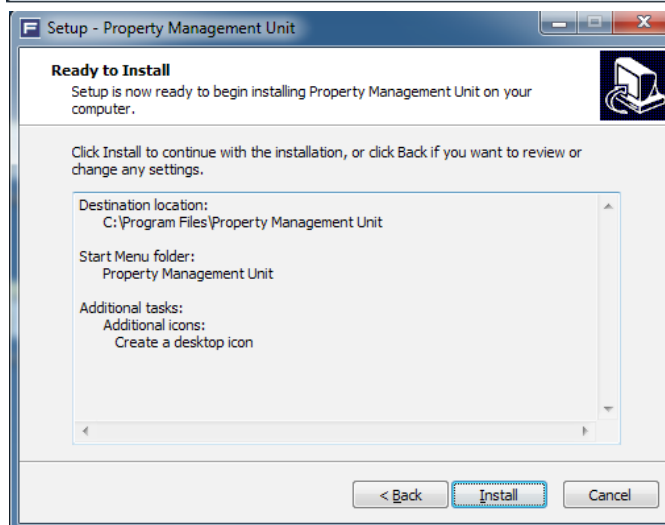 Setup - Property Management Unit
Ready to Install
Setup is now ready to begin installing Property Management Unit on your
computer.
Click Install to continue with the installation, or click Back if you want to review or
change any settings.
Destination location:
C:\Program Files\Property Management Unit
Start Menu folder:
Property Management Unit
Additional tasks:
Additional icons:
Create a desktop icon
< Back
Install
Cancel